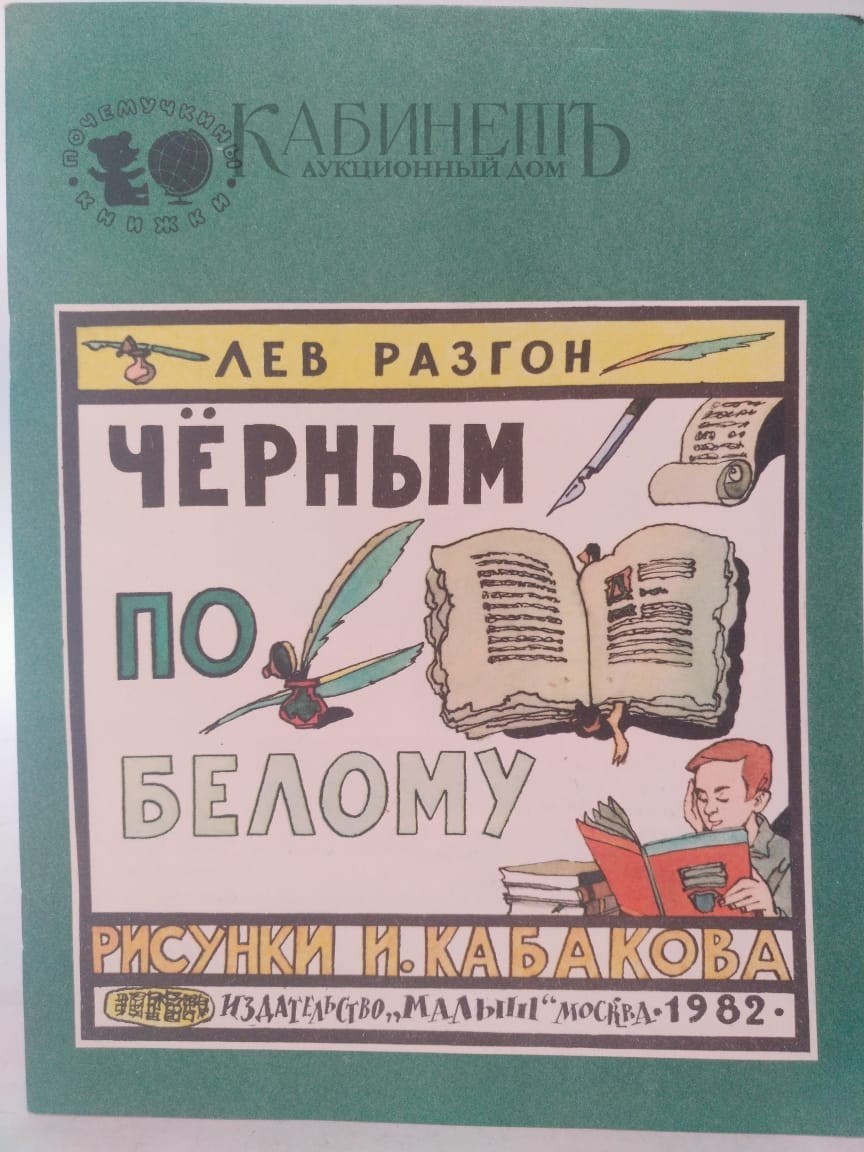 ПОЧЕМУЧКИНЫ
КНИЖКИ
КАБИНЕТЪ
АУКЦИОННЫЙ ДОМ
ЛЕВ РАЗГОН
ЧЁРНЫМ
ПО
БЕЛОМУ
РИСУНКИ И. КАБАКОВА
ИЗДАТЕЛЬСТВО „МАЛЫШ“ МОСКВА • 1982 •